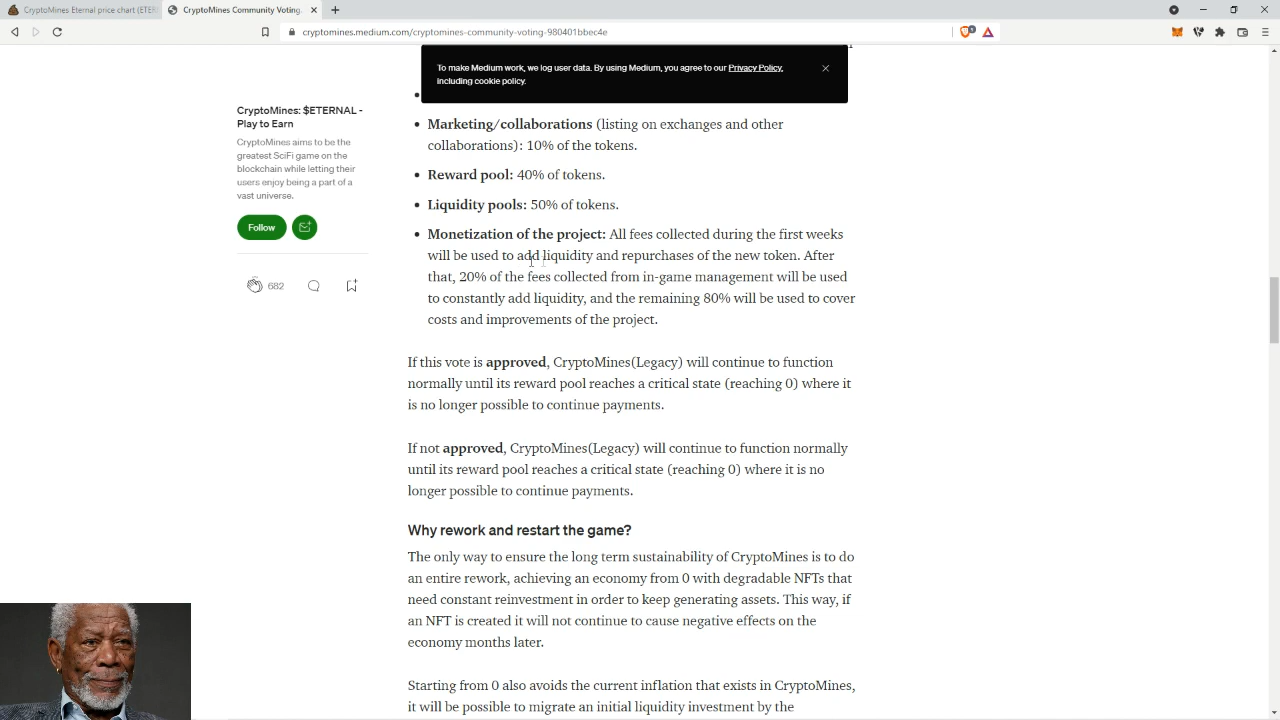 CryptoMines Eternal price chart (ETER
CryptoMines Community Voting.
cryptomines.medium.com/cryptomines-community-voting-980401bbec4e
To make Medium work, we log user data. By using Medium, you agree to our Privacy Policy,
including cookie policy.
CryptoMines: $ETERNAL -
Play to Earn
CryptoMines aims to be the
greatest SciFi game on the
blockchain while letting their
users enjoy being a part of a
vast universe.
Follow
682
• Marketing/collaborations (listing on exchanges and other
collaborations): 10% of the tokens.
• Reward pool: 40% of tokens.
• Liquidity pools: 50% of tokens.
• Monetization of the project: All fees collected during the first weeks
will be used to add liquidity and repurchases of the new token. After
that, 20% of the fees collected from in-game management will be used
to constantly add liquidity, and the remaining 80% will be used to cover
costs and improvements of the project.
If this vote is approved, CryptoMines(Legacy) will continue to function
normally until its reward pool reaches a critical state (reaching 0) where it
is no longer possible to continue payments.
If not approved, CryptoMines(Legacy) will continue to function normally
until its reward pool reaches a critical state (reaching 0) where it is no
longer possible to continue payments.
Why rework and restart the game?
The only way to ensure the long term sustainability of CryptoMines is to do
an entire rework, achieving an economy from 0 with degradable NFTs that
need constant reinvestment in order to keep generating assets. This way, if
an NFT is created it will not continue to cause negative effects on the
economy months later.
Starting from 0 also avoids the current inflation that exists in CryptoMines,
it will be possible to migrate an initial liquidity investment by the